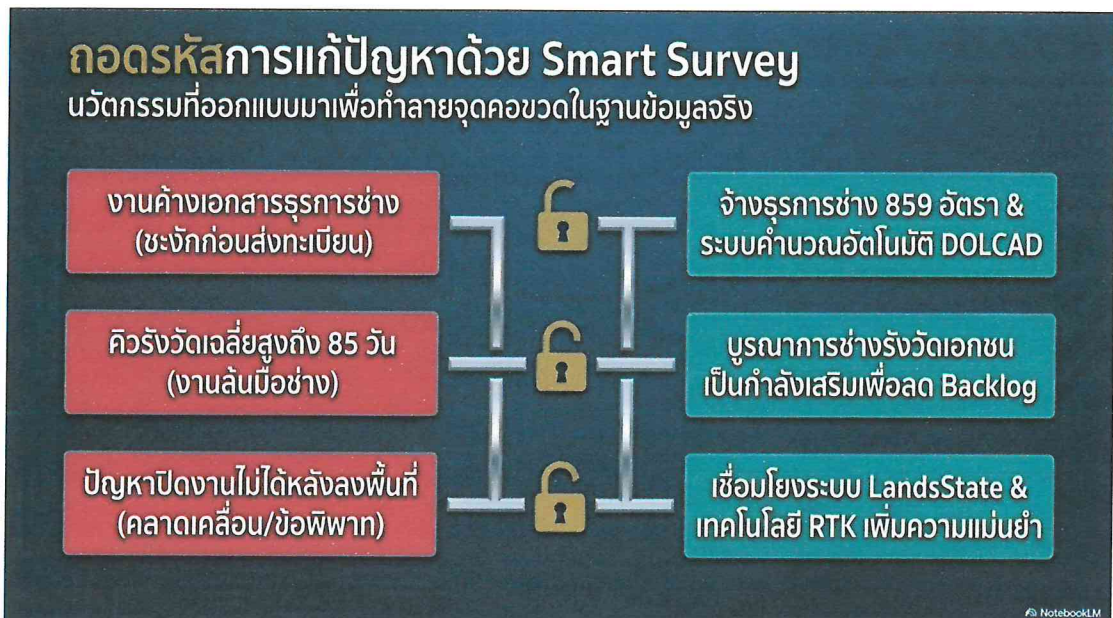 ถอดรหัสการแก้ปัญหาด้วย Smart Survey
นวัตกรรมที่ออกแบบมาเพื่อทำลายจุดคอขวดในฐานข้อมูลจริง
งานค้างเอกสารธุรการช่าง
(ชะงักก่อนส่งทะเบียน)
จ้างธุรการช่าง 859 อัตรา &
ระบบคำนวณอัตโนมัติ DOLCAD
คิวรังวัดเฉลี่ยสูงถึง 85 วัน
(งานล้นมือช่าง)
บูรณาการช่างรังวัดเอกชน
เป็นกำลังเสริมเพื่อลด Backlog
ปัญหาปิดงานไม่ได้หลังลงพื้นที่
(คลาดเคลื่อน/ข้อพิพาท)
เชื่อมโยงระบบ LandsState &
เทคโนโลยี RTK เพิ่มความแม่นยำ
NotebookLM